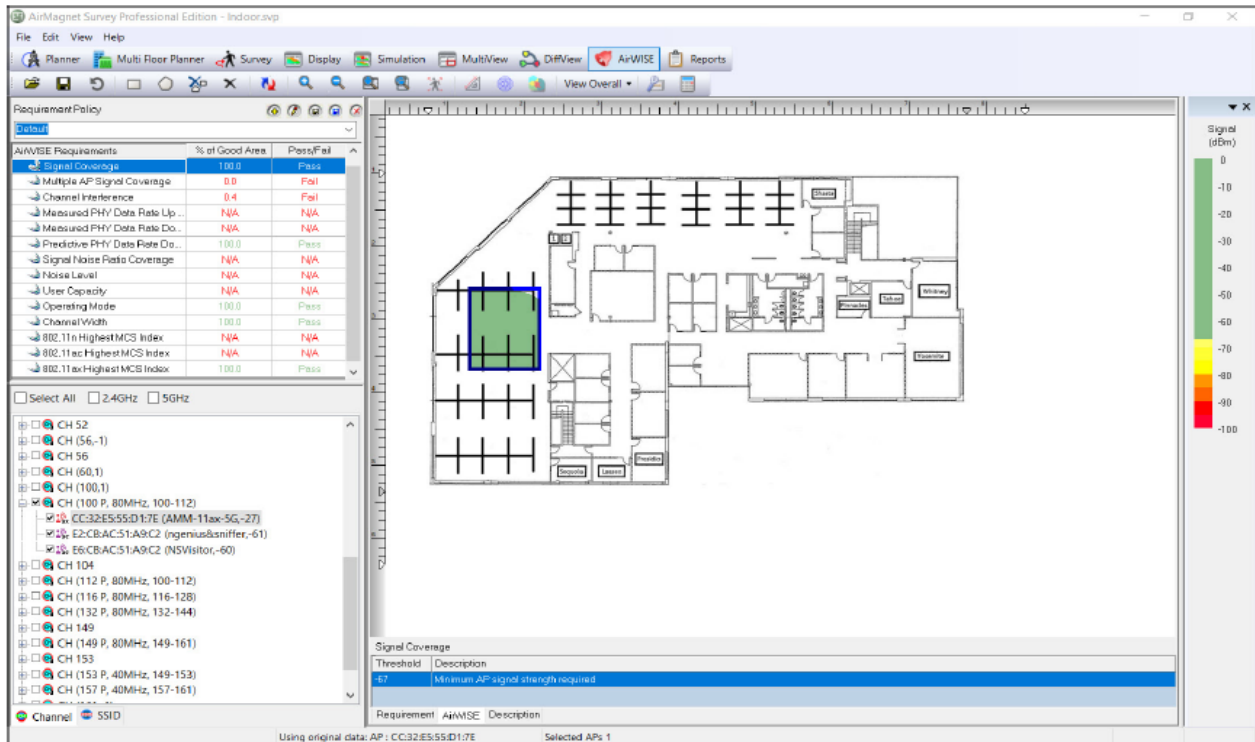 AirMagnet Survey Professional Edition - Indoor.svp
File Edit View Help
Planner Multi Floor Planner Survey Display Simulation MultiView DiffView AirWISE Reports
View Overall
Requirement Policy
Default
AirWISE Requirements % of Good Area Pass/Fail
Signal Coverage 100.0 Pass
Multiple AP Signal Coverage 0.0 Fail
Channel Interference 0.4 Fail
Measured PHY Data Rate Up ... N/A N/A
Measured PHY Data Rate Do... N/A N/A
Predictive PHY Data Rate Do... 100.0 Pass
Signal Noise Ratio Coverage N/A N/A
Noise Level N/A N/A
User Capacity N/A N/A
Operating Mode 100.0 Pass
Channel Width 100.0 Pass
802.11n Highest MCS Index N/A N/A
802.11ac Highest MCS Index N/A N/A
802.11ax Highest MCS Index 100.0 Pass
Select All 2.4GHz 5GHz
CH 52
CH (56,-1)
CH 56
CH (60,1)
CH (100,1)
CH (100 P, 80MHz, 100-112)
CC:32:E5:55:D1:7E (AMM-11ax-5G,-27)
E2:CB:AC:51:A9:C2 (ngenius&sniffer,-61)
E6:CB:AC:51:A9:C2 (NSVisitor,-60)
CH 104
CH (112 P, 80MHz, 100-112)
CH (116 P, 80MHz, 116-128)
CH (132 P, 80MHz, 132-144)
CH 149
CH (149 P, 80MHz, 149-161)
CH 153
CH (153 P, 40MHz, 149-153)
CH (157 P, 40MHz, 157-161)
Channel SSID
Shasta
Whitney
Tahoe
Pinnacles
Yosemite
Sequoia
Lassen
Presidio
Signal Coverage
Threshold Description
-67 Minimum AP signal strength required
Requirement AirWISE Description
Signal
(dBm)
0
-10
-20
-30
-40
-50
-60
-70
-80
-90
-100
Using original data: AP : CC:32:E5:55:D1:7E Selected APs 1